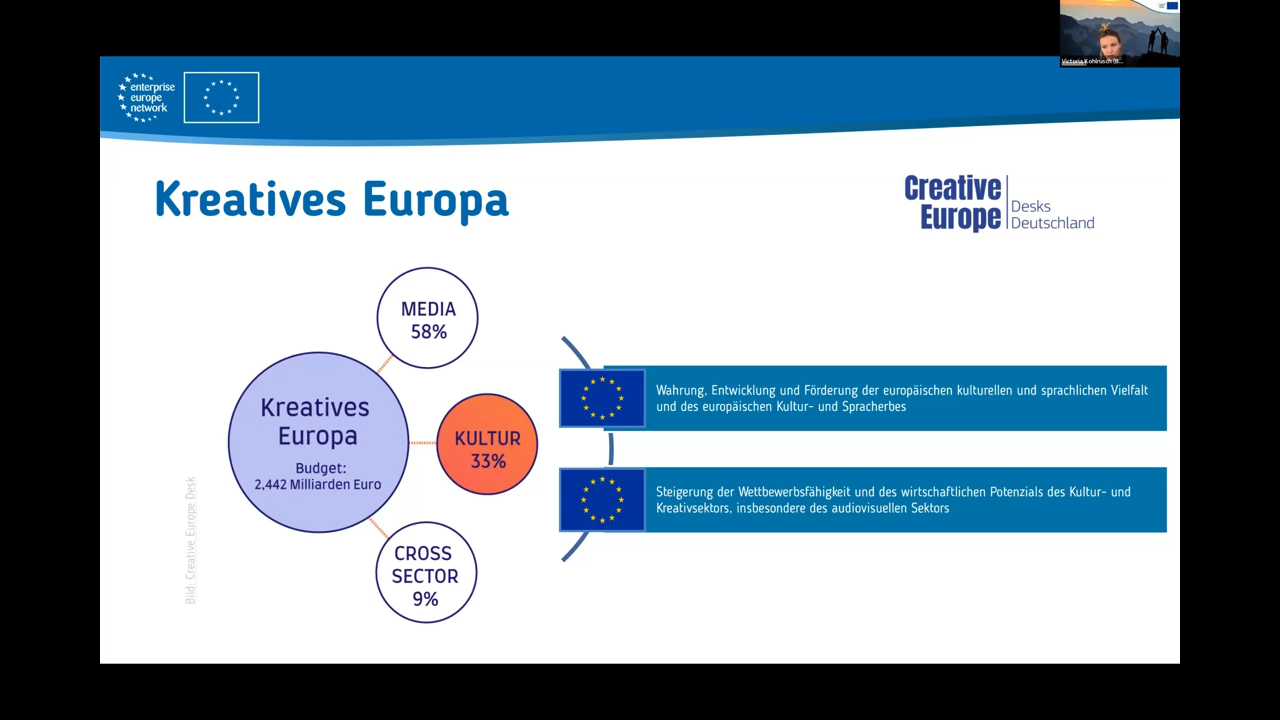 enterprise
europe
network
Victoria Kohlrusch (B...
Kreatives Europa
Creative
Europe
Desks
Deutschland
MEDIA
58%
Kreatives
Europa
Budget:
2,442 Milliarden Euro
KULTUR
33%
CROSS
SECTOR
9%
Wahrung, Entwicklung und Förderung der europäischen kulturellen und sprachlichen Vielfalt
und des europäischen Kultur- und Spracherbes
Steigerung der Wettbewerbsfähigkeit und des wirtschaftlichen Potenzials des Kultur- und
Kreativsektors, insbesondere des audiovisuellen Sektors
Bild: Creative Europe Desk